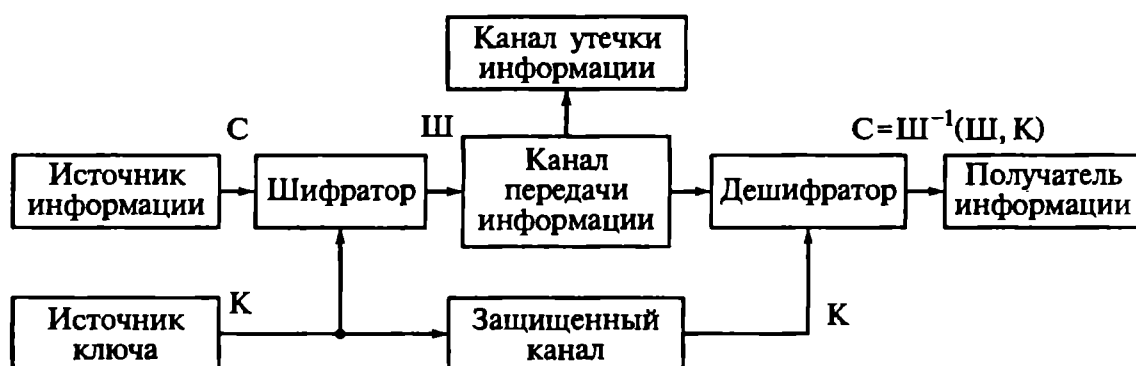 Канал утечки
информации
С
Ш
С=Ш⁻¹(Ш, К)
Источник
информации
Шифратор
Канал
передачи
информации
Дешифратор
Получатель
информации
К
Источник
ключа
Защищенный
канал
К